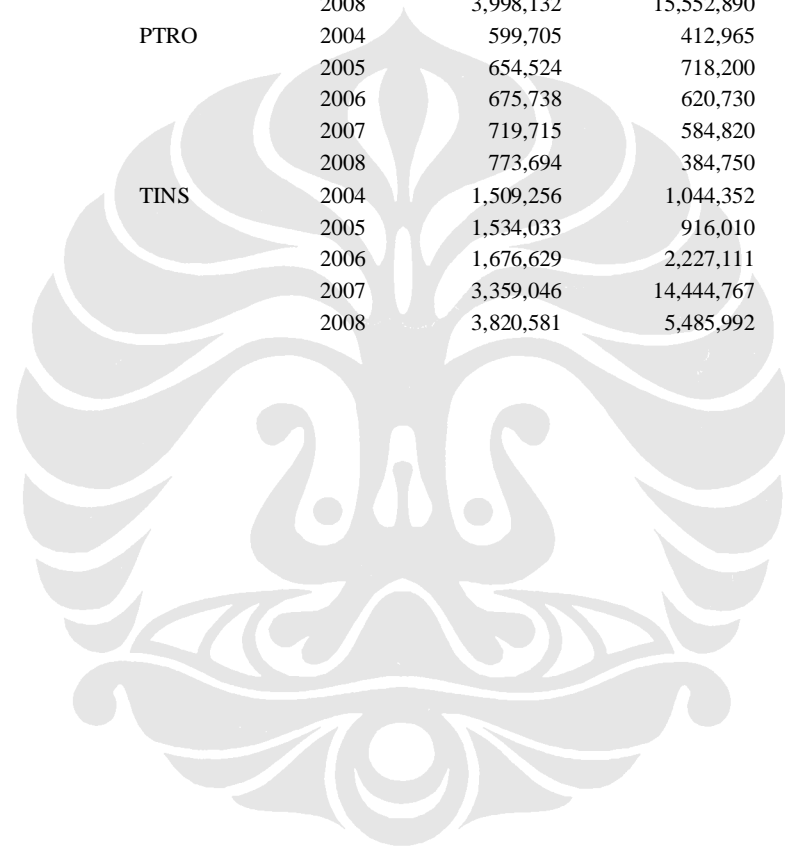 2008 3,998,132 15,552,890
PTRO 2004 599,705 412,965
2005 654,524 718,200
2006 675,738 620,730
2007 719,715 584,820
2008 773,694 384,750
TINS 2004 1,509,256 1,044,352
2005 1,534,033 916,010
2006 1,676,629 2,227,111
2007 3,359,046 14,444,767
2008 3,820,581 5,485,992